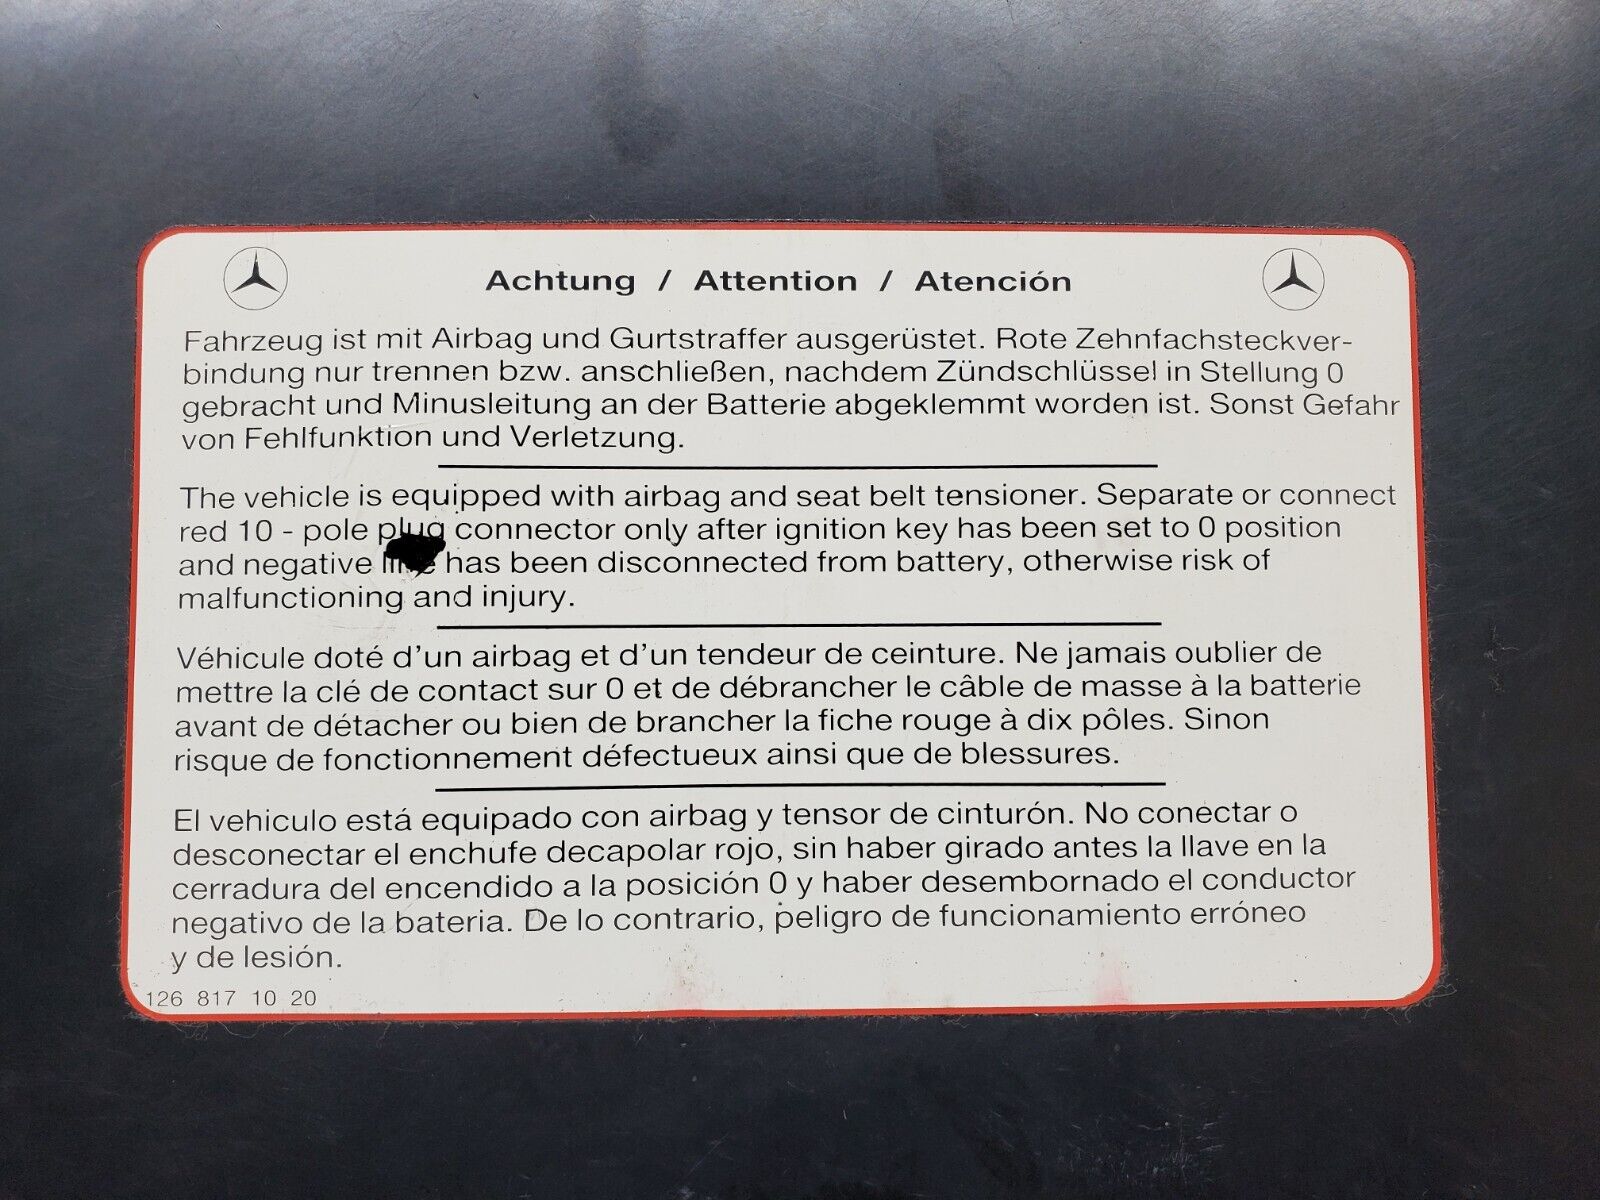 Achtung / Attention / Atención
Fahrzeug ist mit Airbag und Gurtstraffer ausgerüstet. Rote Zehnfachsteckver-
bindung nur trennen bzw. anschließen, nachdem Zündschlüssel in Stellung 0
gebracht und Minusleitung an der Batterie abgeklemmt worden ist. Sonst Gefahr
von Fehlfunktion und Verletzung.
The vehicle is equipped with airbag and seat belt tensioner. Separate or connect
red 10 - pole plug connector only after ignition key has been set to 0 position
and negative line has been disconnected from battery, otherwise risk of
malfunctioning and injury.
Véhicule doté d'un airbag et d'un tendeur de ceinture. Ne jamais oublier de
mettre la clé de contact sur 0 et de débrancher le câble de masse à la batterie
avant de détacher ou bien de brancher la fiche rouge à dix pôles. Sinon
risque de fonctionnement défectueux ainsi que de blessures.
El vehiculo está equipado con airbag y tensor de cinturón. No conectar o
desconectar el enchufe decapolar rojo, sin haber girado antes la llave en la
cerradura del encendido a la posición 0 y haber desembornado el conductor
negativo de la bateria. De lo contrario, peligro de funcionamiento erróneo
y de lesión.
126 817 10 20